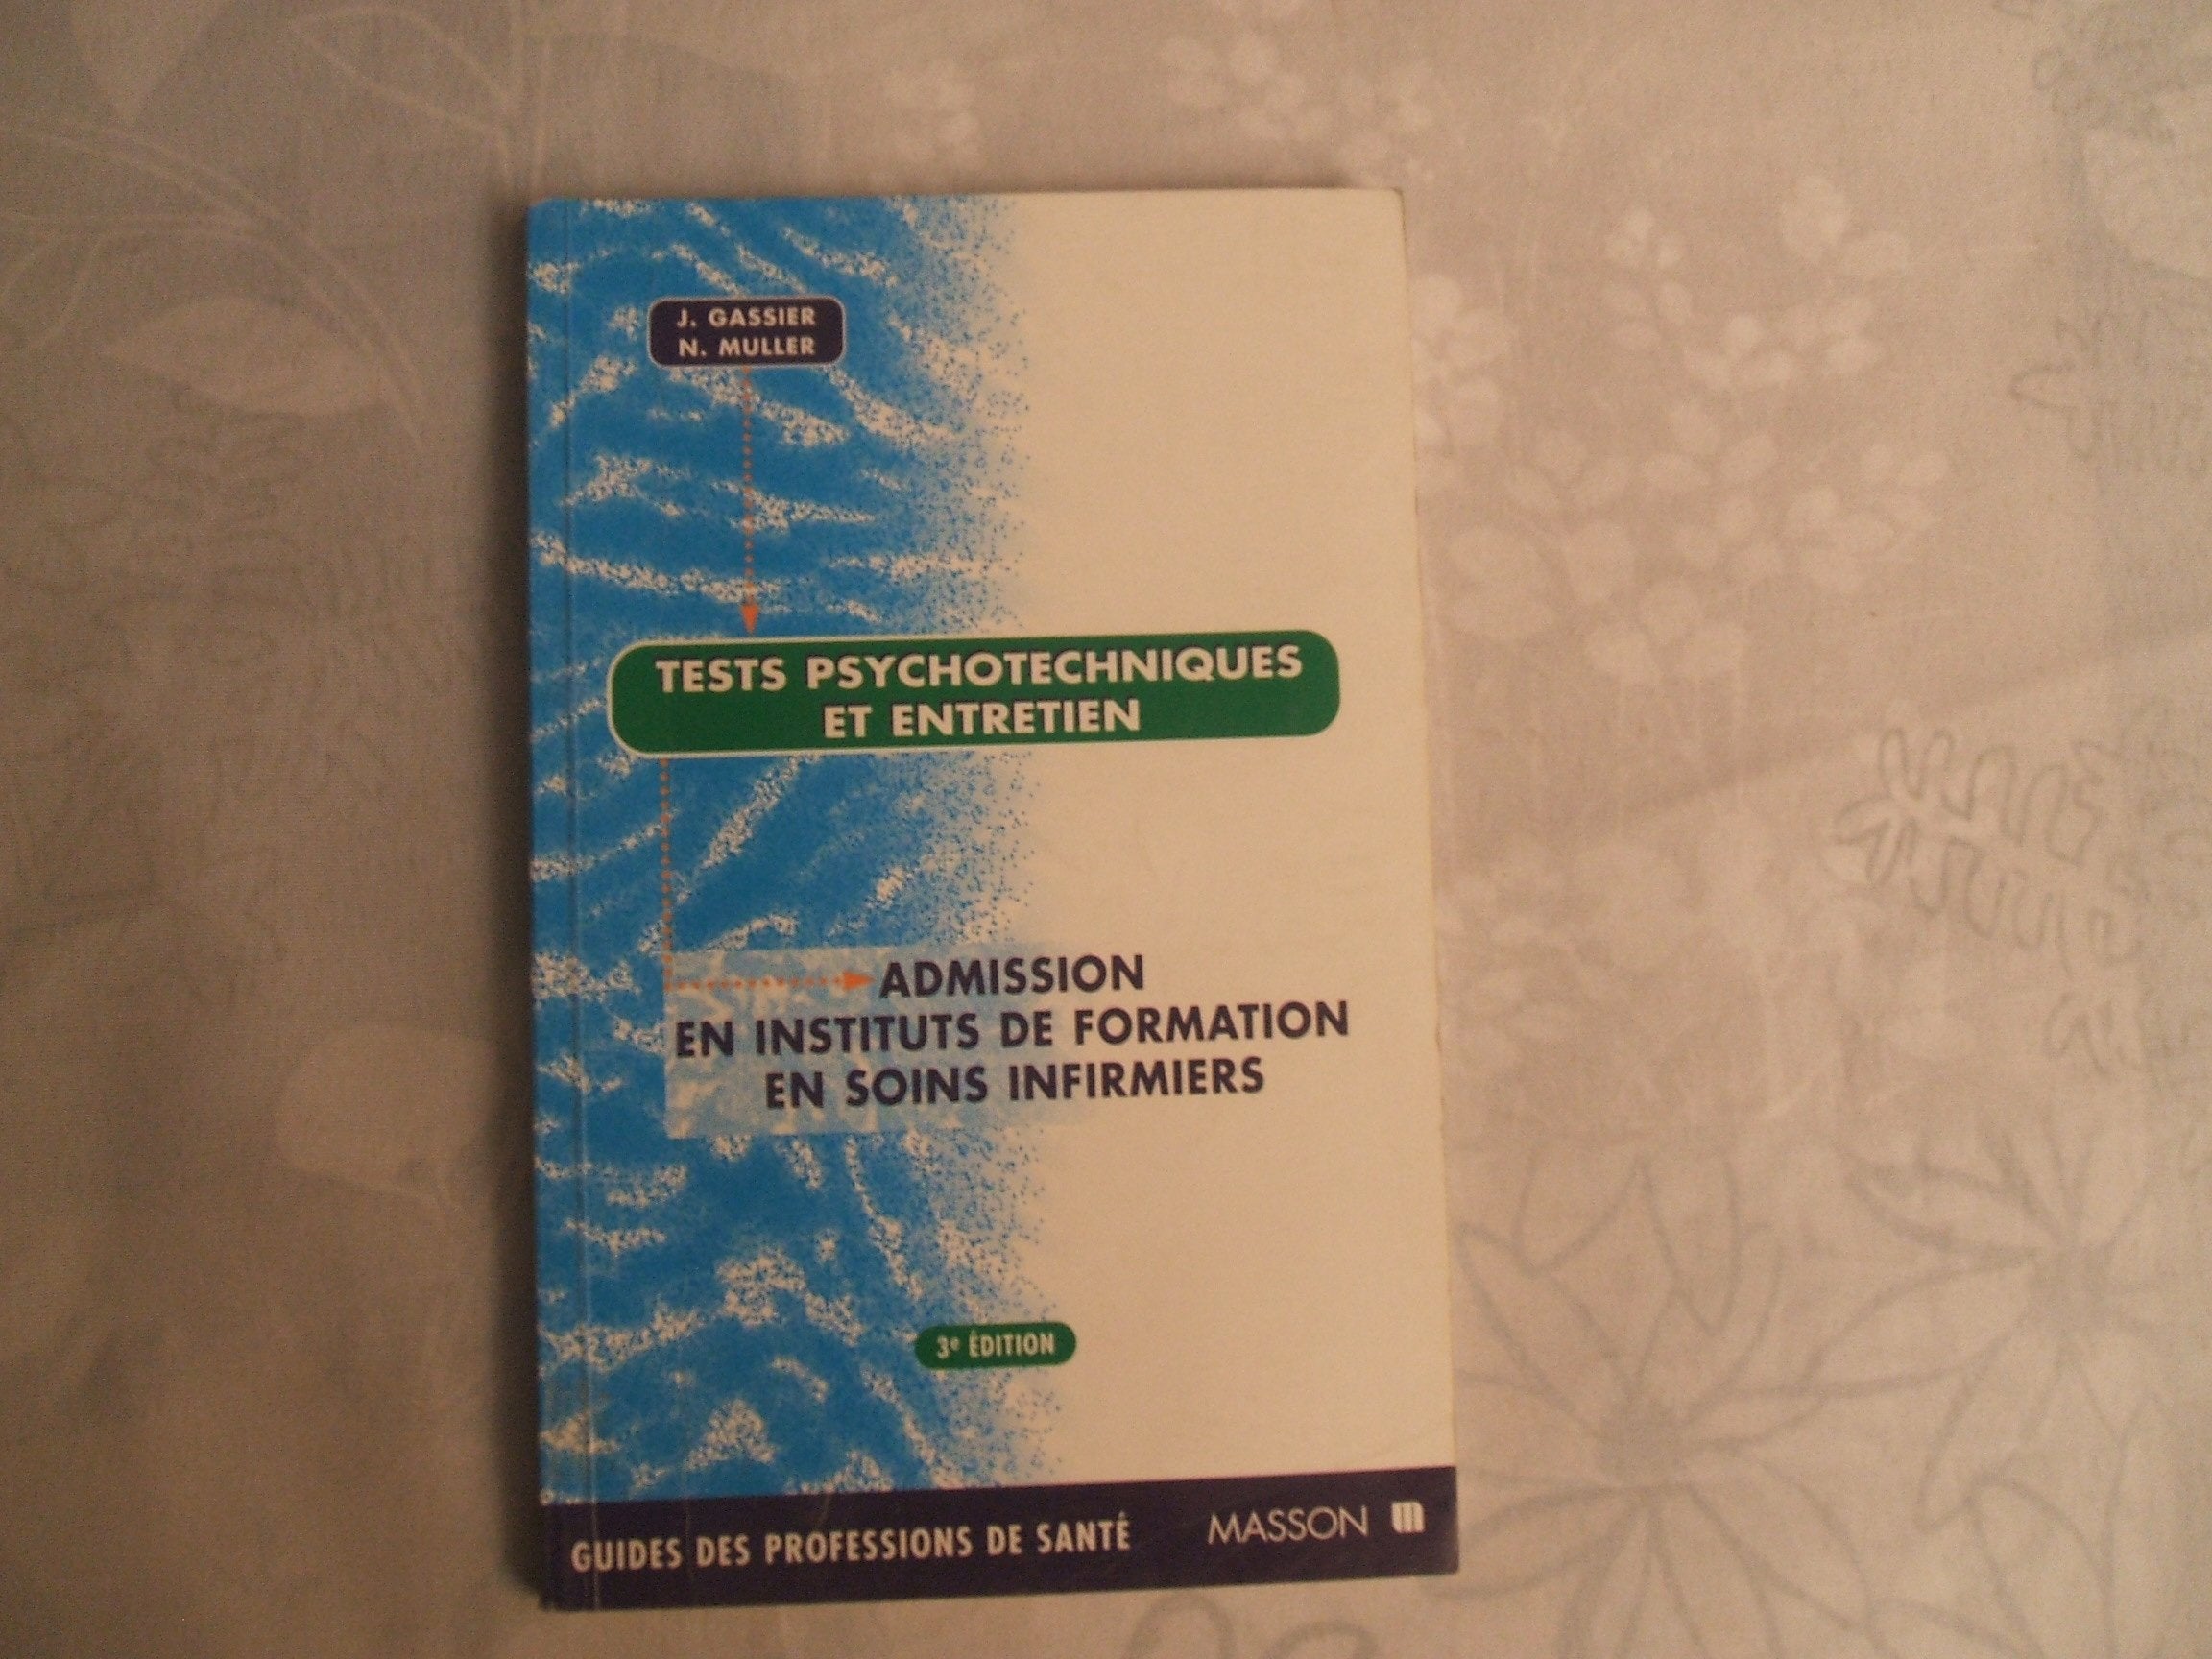 J. GASSIER
N. MULLER
TESTS PSYCHOTECHNIQUES
ET ENTRETIEN
ADMISSION
EN INSTITUTS DE FORMATION
EN SOINS INFIRMIERS
3e ÉDITION
GUIDES DES PROFESSIONS DE SANTÉ MASSON m